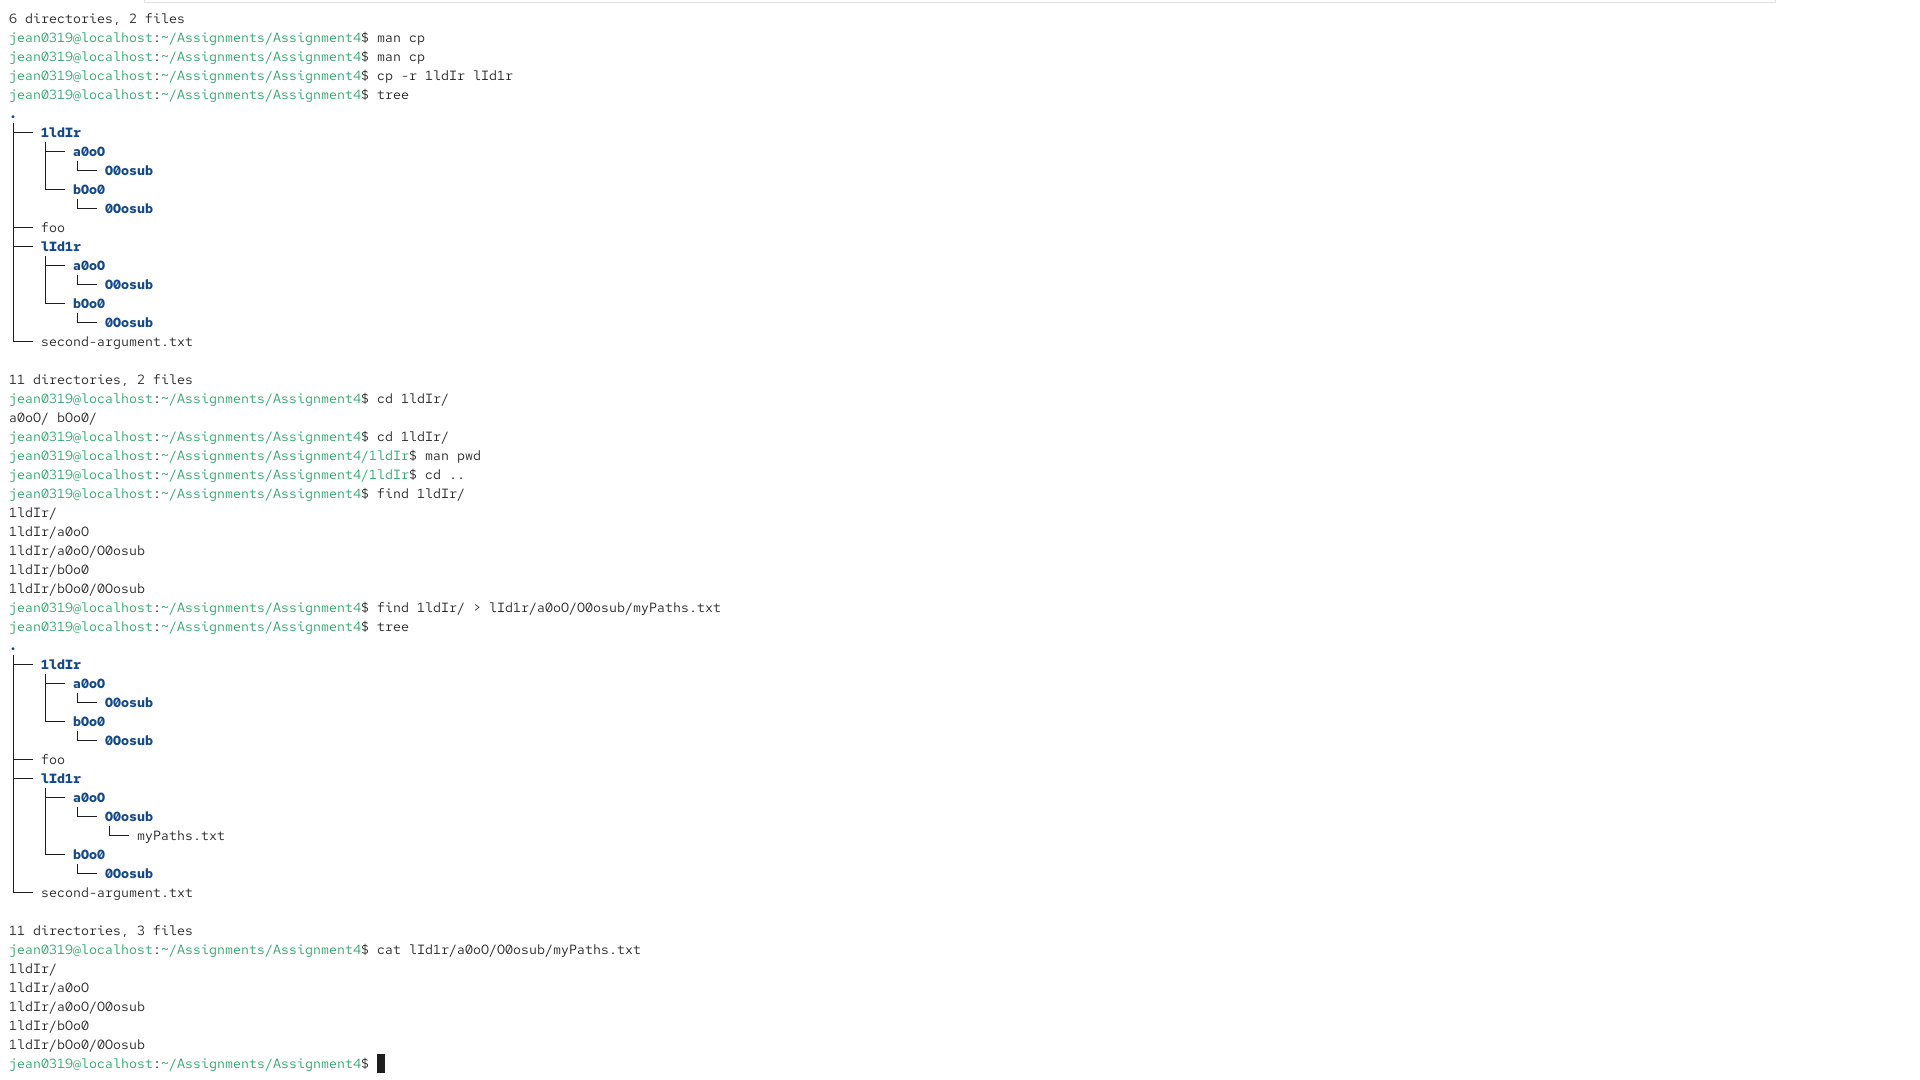 6 directories, 2 files
jean0319@localhost:~/Assignments/Assignment4$ man cp
jean0319@localhost:~/Assignments/Assignment4$ man cp
jean0319@localhost:~/Assignments/Assignment4$ cp -r 1ldIr lId1r
jean0319@localhost:~/Assignments/Assignment4$ tree
.
├── 1ldIr
│   ├── a0oO
│   │   └── O0osub
│   └── bOo0
│       └── 0Oosub
├── foo
├── lId1r
│   ├── a0oO
│   │   └── O0osub
│   └── bOo0
│       └── 0Oosub
└── second-argument.txt

11 directories, 2 files
jean0319@localhost:~/Assignments/Assignment4$ cd 1ldIr/
a0oO/ bOo0/
jean0319@localhost:~/Assignments/Assignment4$ cd 1ldIr/
jean0319@localhost:~/Assignments/Assignment4/1ldIr$ man pwd
jean0319@localhost:~/Assignments/Assignment4/1ldIr$ cd ..
jean0319@localhost:~/Assignments/Assignment4$ find 1ldIr/
1ldIr/
1ldIr/a0oO
1ldIr/a0oO/O0osub
1ldIr/bOo0
1ldIr/bOo0/0Oosub
jean0319@localhost:~/Assignments/Assignment4$ find 1ldIr/ > lId1r/a0oO/O0osub/myPaths.txt
jean0319@localhost:~/Assignments/Assignment4$ tree
.
├── 1ldIr
│   ├── a0oO
│   │   └── O0osub
│   └── bOo0
│       └── 0Oosub
├── foo
├── lId1r
│   ├── a0oO
│   │   └── O0osub
│   │       └── myPaths.txt
│   └── bOo0
│       └── 0Oosub
└── second-argument.txt

11 directories, 3 files
jean0319@localhost:~/Assignments/Assignment4$ cat lId1r/a0oO/O0osub/myPaths.txt
1ldIr/
1ldIr/a0oO
1ldIr/a0oO/O0osub
1ldIr/bOo0
1ldIr/bOo0/0Oosub
jean0319@localhost:~/Assignments/Assignment4$